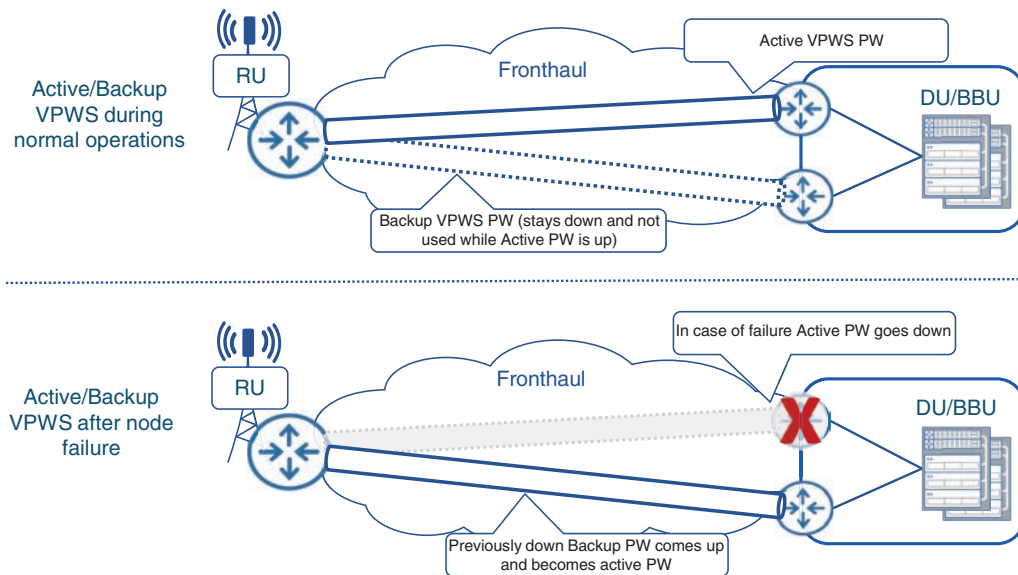 Active/Backup
VPWS during
normal operations
RU
Fronthaul
Active VPWS PW
DU/BBU
Backup VPWS PW (stays down and not
used while Active PW is up)
Active/Backup
VPWS after node
failure
RU
Fronthaul
In case of failure Active PW goes down
DU/BBU
Previously down Backup PW comes up
and becomes active PW